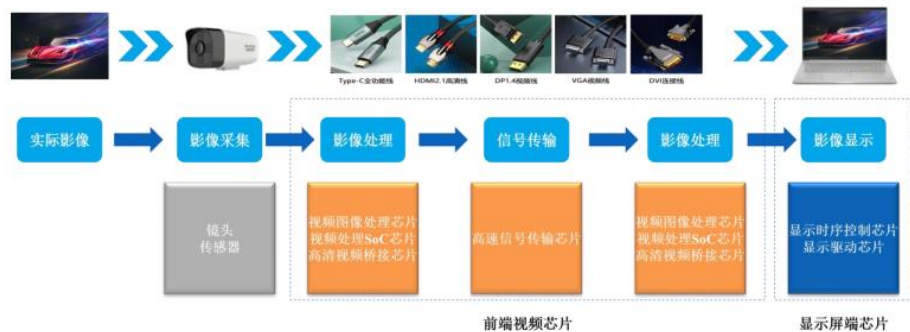 Type-C全功能线
HDMI2.1高清线
DP1.4视频线
VGA视频线
DVI连接线
实际影像
影像采集
影像处理
信号传输
影像处理
影像显示
镜头
传感器
视频图像处理芯片
视频处理SoC芯片
高清视频桥接芯片
高速信号传输芯片
视频图像处理芯片
视频处理SoC芯片
高清视频桥接芯片
显示时序控制芯片
显示驱动芯片
前端视频芯片
显示屏端芯片